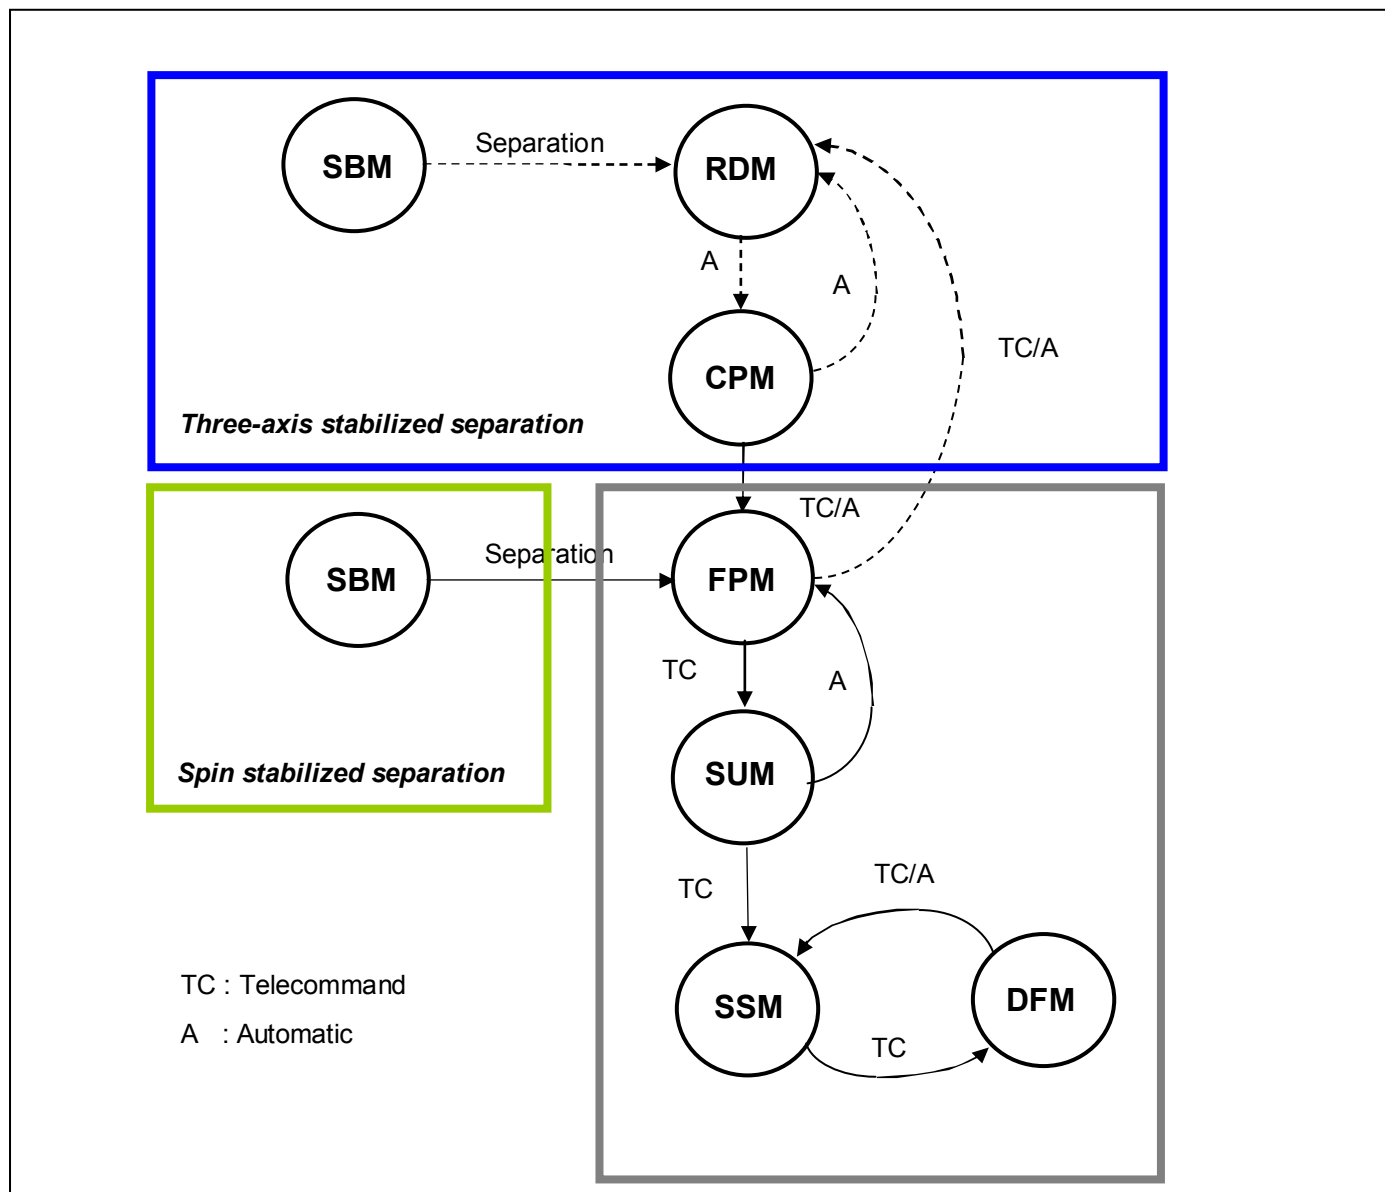 Separation
SBM
RDM
A
A
TC/A
CPM
Three-axis stabilized separation
TC/A
Separation
SBM
FPM
TC
A
Spin stabilized separation
SUM
TC
TC/A
TC : Telecommand
SSM
DFM
A : Automatic
TC